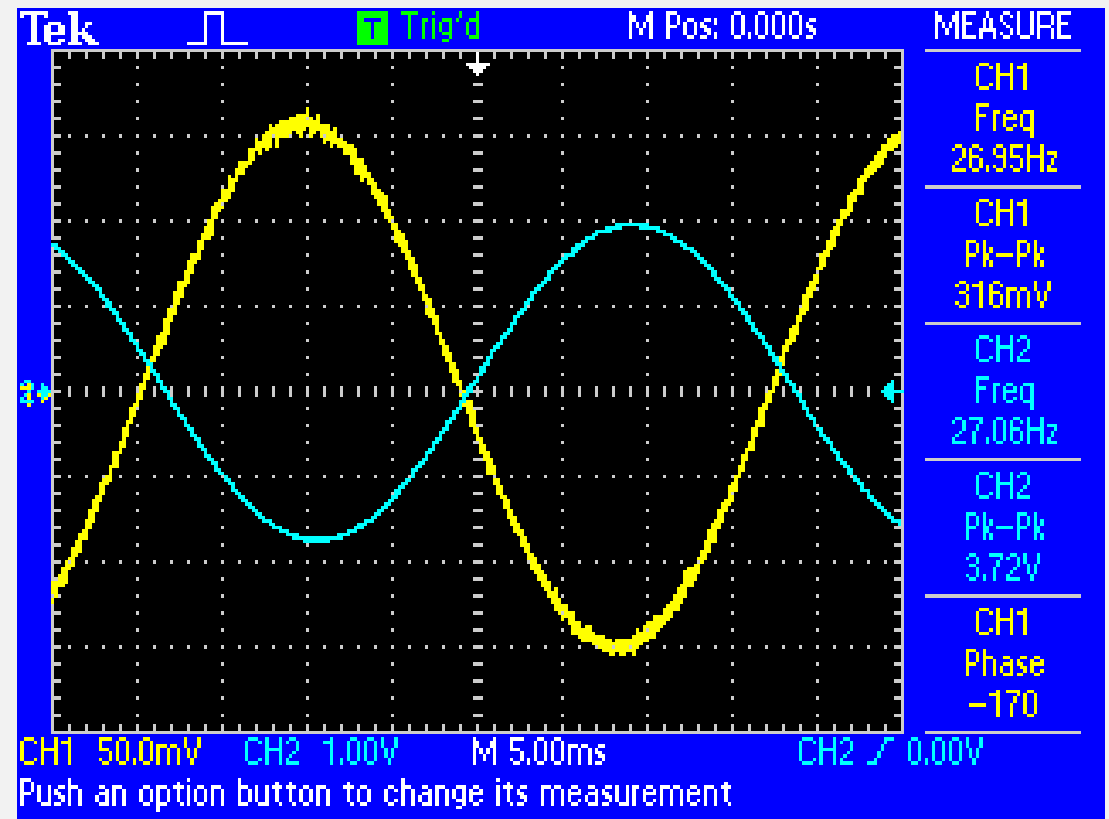 Tek T Trig'd M Pos: 0.000s MEASURE
CH1
Freq
26.95Hz
CH1
Pk-Pk
316mV
CH2
Freq
27.06Hz
CH2
Pk-Pk
3.72V
CH1
Phase
-170
CH1 50.0mV CH2 1.00V M 5.00ms CH2 0.00V
Push an option button to change its measurement